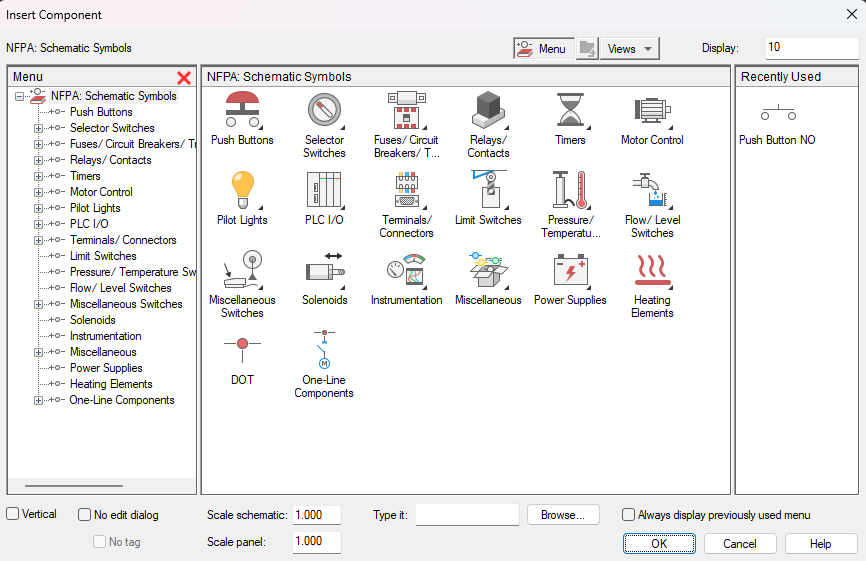 Insert Component
NFPA: Schematic Symbols
Menu
Views
Display:
10
Menu
NFPA: Schematic Symbols
Push Buttons
Selector Switches
Fuses/ Circuit Breakers/ Tr
Relays/ Contacts
Timers
Motor Control
Pilot Lights
PLC I/O
Terminals/ Connectors
Limit Switches
Pressure/ Temperature Sw
Flow/ Level Switches
Miscellaneous Switches
Solenoids
Instrumentation
Miscellaneous
Power Supplies
Heating Elements
One-Line Components
NFPA: Schematic Symbols
Push Buttons
Selector
Switches
Fuses/ Circuit
Breakers/ T...
Relays/
Contacts
Timers
Motor Control
Pilot Lights
PLC I/O
Terminals/
Connectors
Limit Switches
Pressure/
Temperatu...
Flow/ Level
Switches
Miscellaneous
Switches
Solenoids
Instrumentation
Miscellaneous
Power Supplies
Heating
Elements
DOT
M
One-Line
Components
Recently Used
Push Button NO
Vertical
No edit dialog
No tag
Scale schematic:
1.000
Scale panel:
1.000
Type it:
Browse...
Always display previously used menu
OK
Cancel
Help